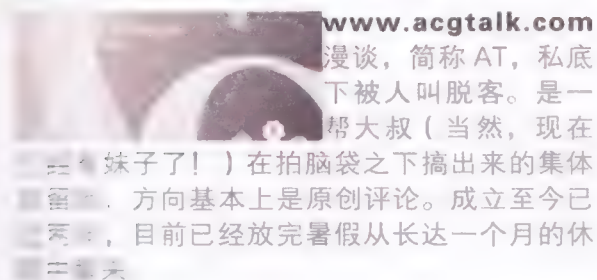 www.acgtalk.com
漫谈，简称 AT，私底
下被人叫脱客。是一
帮大叔（当然，现在
妹子了！）在拍脑袋之下搞出来的集体
方向基本上是原创评论。成立至今已
，目前已经放完暑假从长达一个月的休